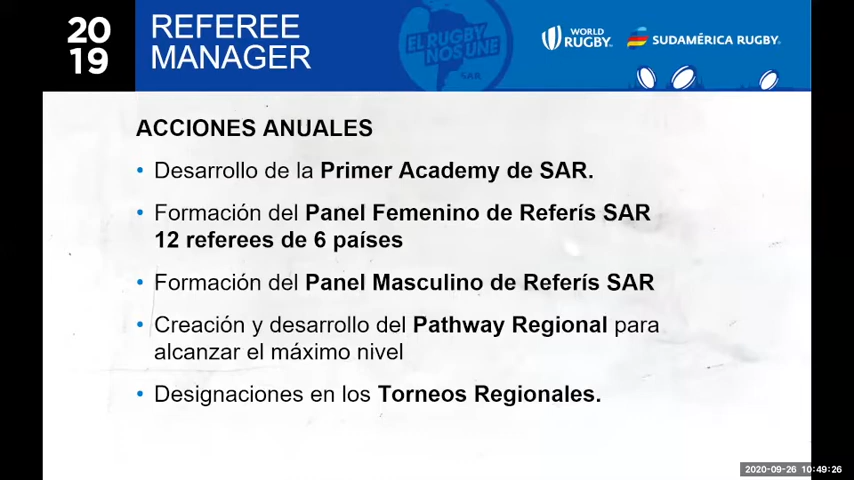 20
19
REFEREE
MANAGER
EL RUGBY
NOS UNE
SAR
WORLD
RUGBY
SUDAMÉRICA RUGBY
ACCIONES ANUALES
• Desarrollo de la Primer Academy de SAR.
• Formación del Panel Femenino de Referís SAR
12 referees de 6 países
• Formación del Panel Masculino de Referís SAR
• Creación y desarrollo del Pathway Regional para
alcanzar el máximo nivel
• Designaciones en los Torneos Regionales.
2020-09-26 10:49:26